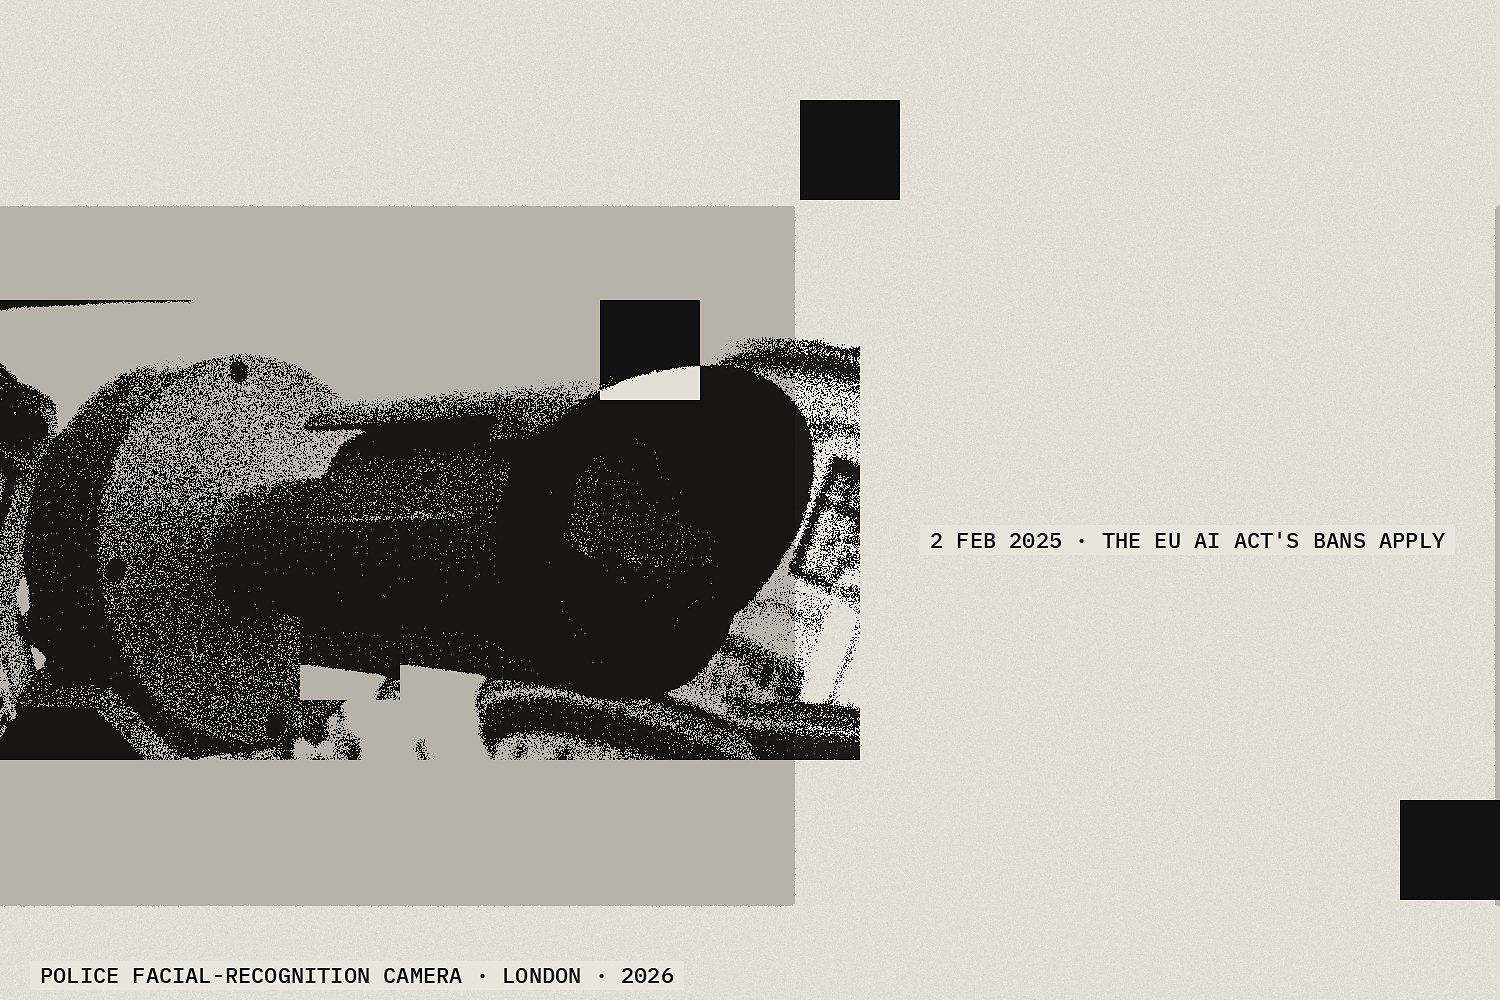 2 FEB 2025 · THE EU AI ACT'S BANS APPLY
POLICE FACIAL-RECOGNITION CAMERA · LONDON · 2026